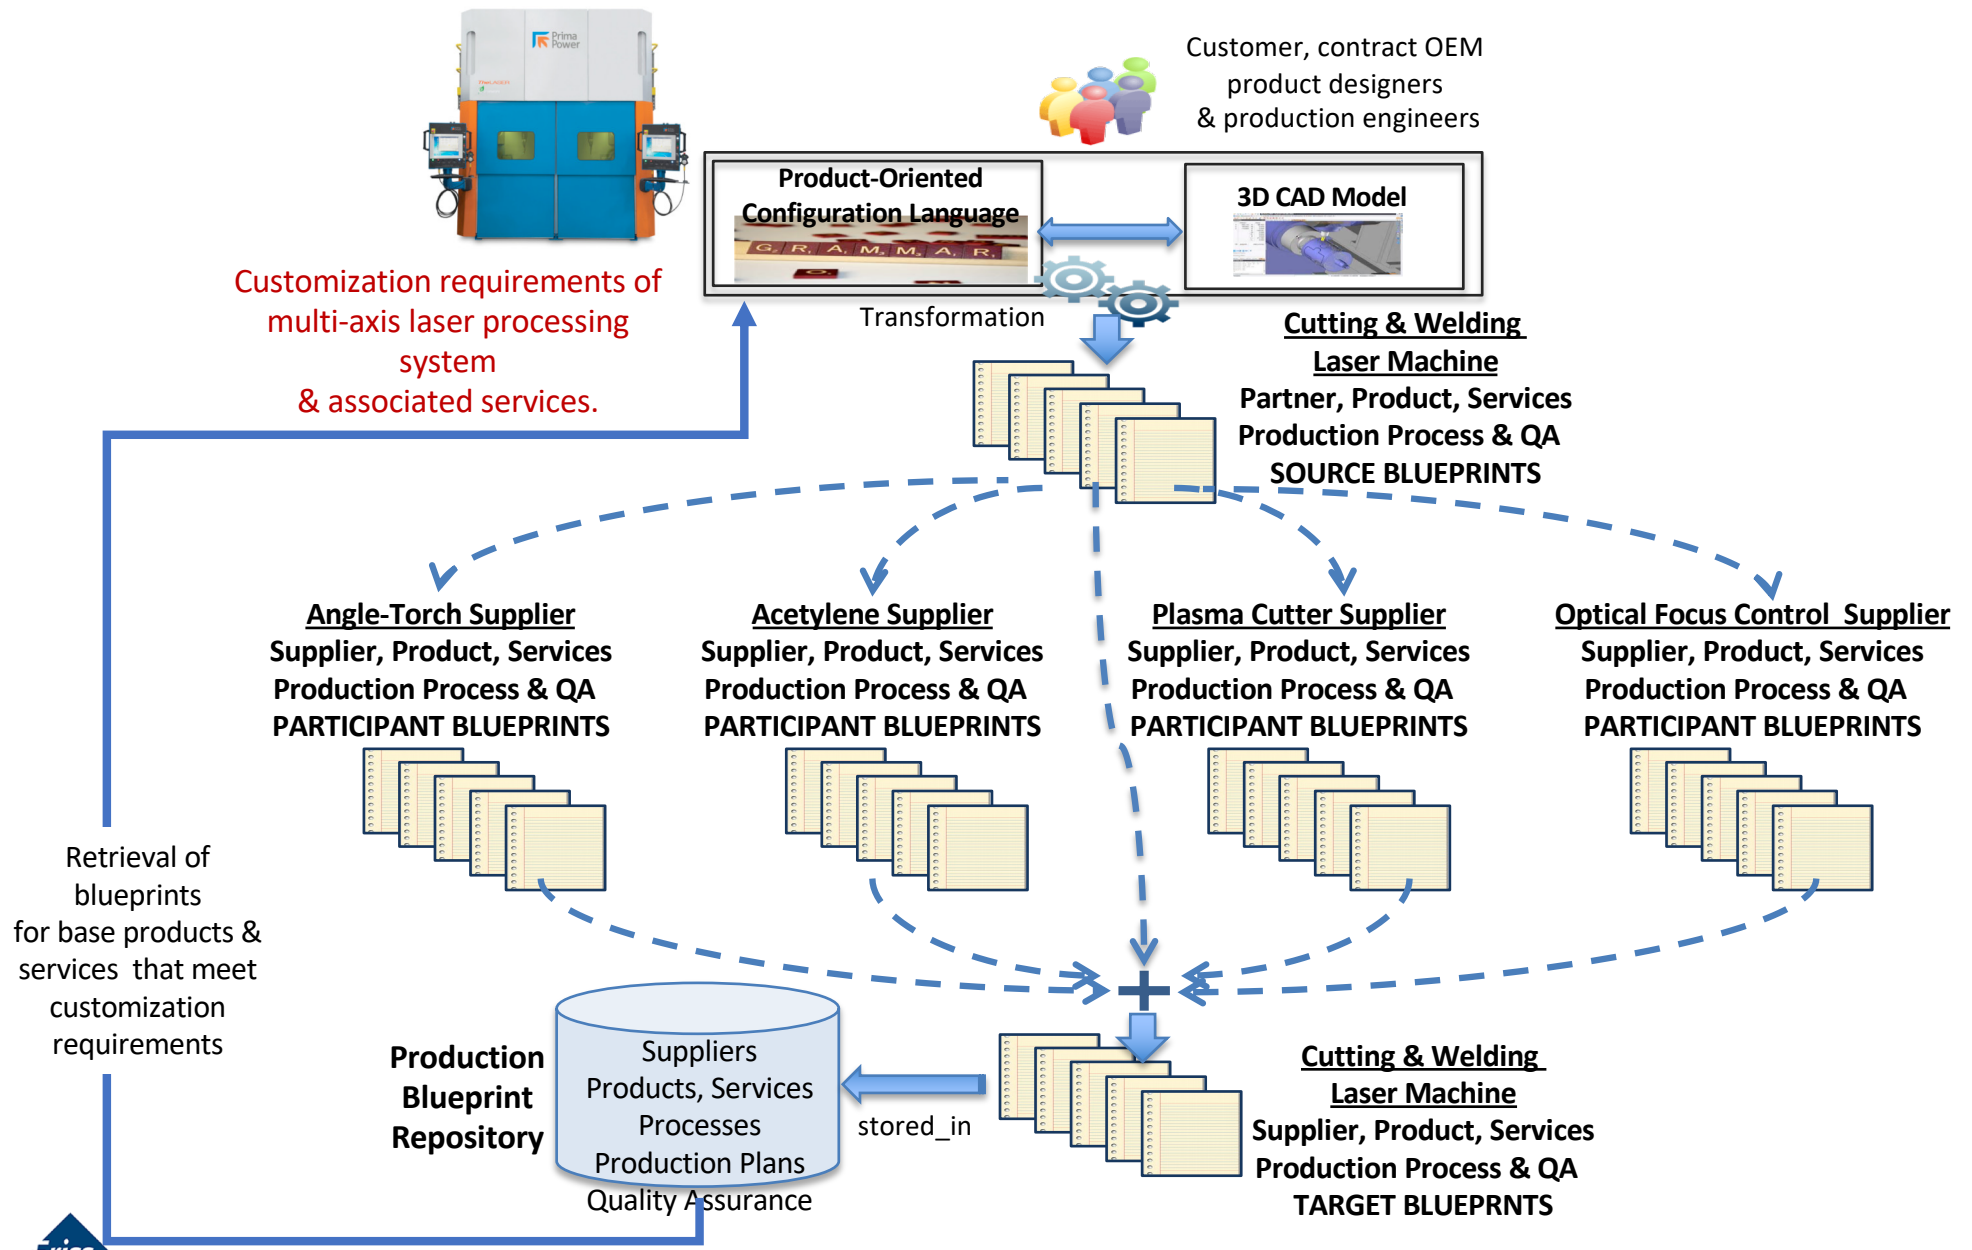 Prima
Power
Customer, contract OEM
product designers
& production engineers
Product-Oriented
Configuration Language
G R A M M A R
3D CAD Model
Customization requirements of
multi-axis laser processing
system
& associated services.
Transformation
Cutting & Welding
Laser Machine
Partner, Product, Services
Production Process & QA
SOURCE BLUEPRINTS
Angle-Torch Supplier
Supplier, Product, Services
Production Process & QA
PARTICIPANT BLUEPRINTS
Acetylene Supplier
Supplier, Product, Services
Production Process & QA
PARTICIPANT BLUEPRINTS
Plasma Cutter Supplier
Supplier, Product, Services
Production Process & QA
PARTICIPANT BLUEPRINTS
Optical Focus Control  Supplier
Supplier, Product, Services
Production Process & QA
PARTICIPANT BLUEPRINTS
Retrieval of
blueprints
for base products &
services  that meet
customization
requirements
Production
Blueprint
Repository
Suppliers
Products, Services
Processes
Production Plans
Quality Assurance
stored_in
Cutting & Welding
Laser Machine
Supplier, Product, Services
Production Process & QA
TARGET BLUEPRNTS